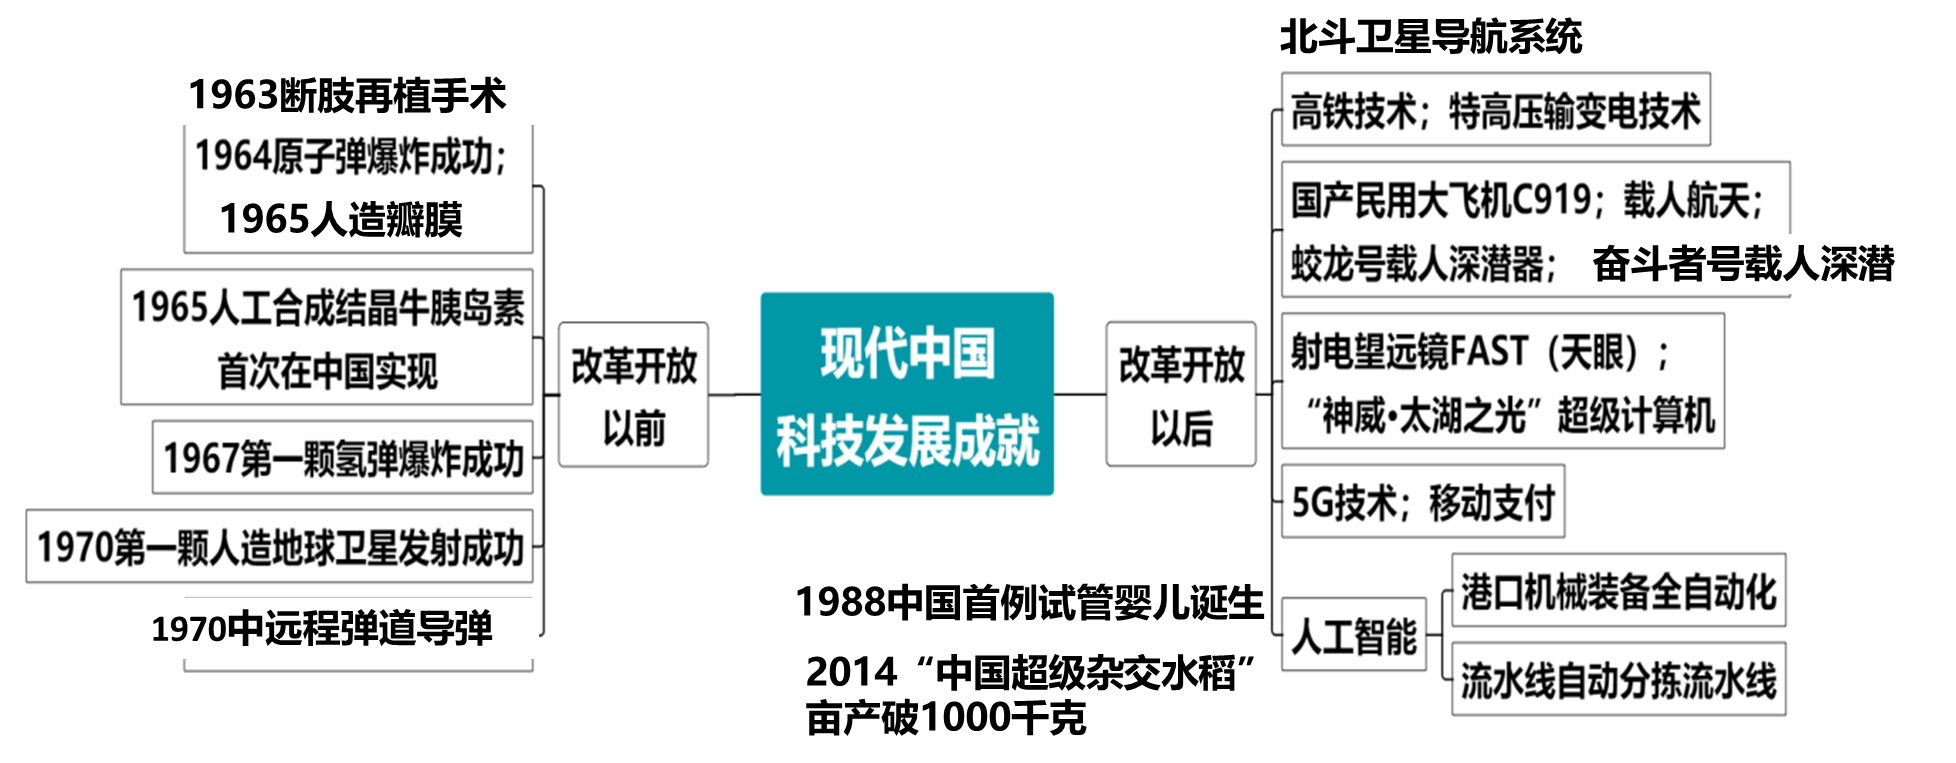 现代中国
科技发展成就
改革开放
以前
1963断肢再植手术
1964原子弹爆炸成功；
1965人造瓣膜
1965人工合成结晶牛胰岛素
首次在中国实现
1967第一颗氢弹爆炸成功
1970第一颗人造地球卫星发射成功
1970中远程弹道导弹
改革开放
以后
北斗卫星导航系统
高铁技术；特高压输变电技术
国产民用大飞机C919；载人航天；
蛟龙号载人深潜器； 奋斗者号载人深潜
射电望远镜FAST（天眼）；
“神威·太湖之光”超级计算机
5G技术；移动支付
人工智能
港口机械装备全自动化
流水线自动分拣流水线
1988中国首例试管婴儿诞生
2014“中国超级杂交水稻”
亩产破1000千克